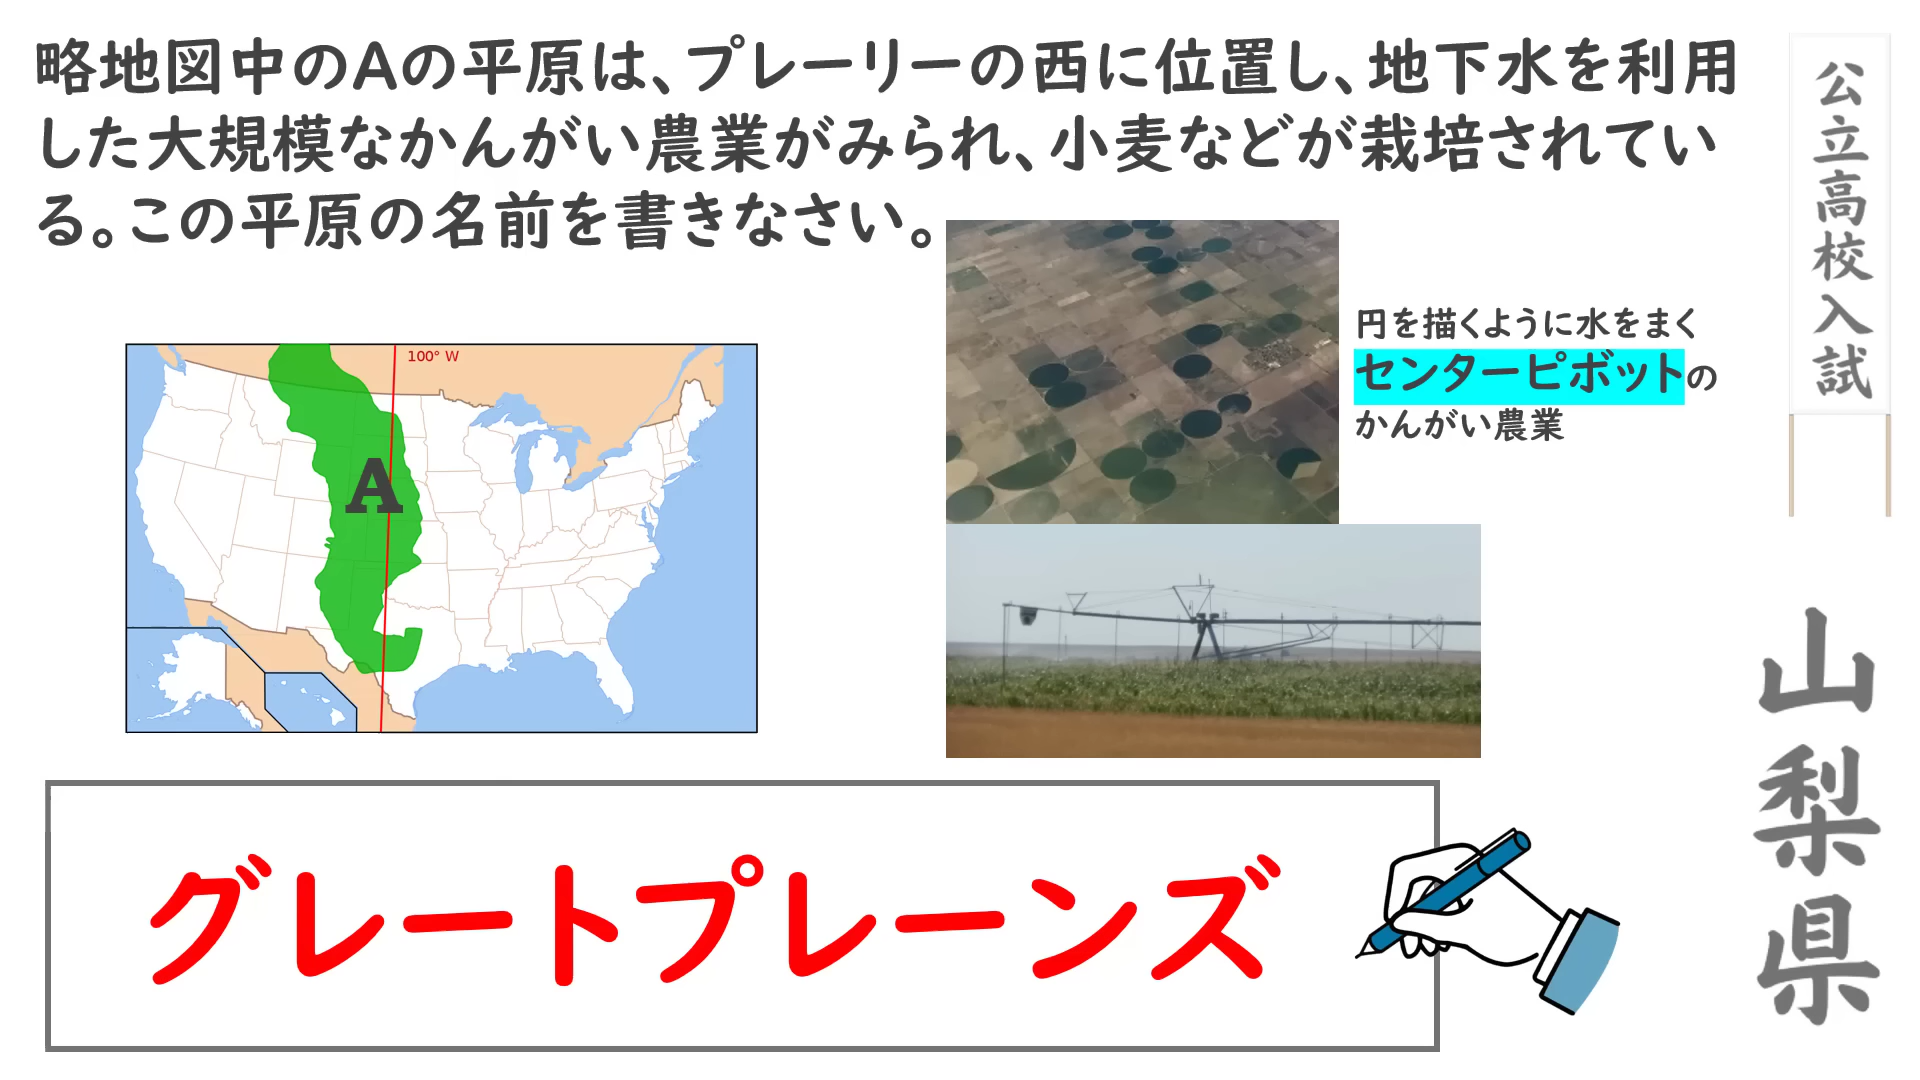 略地図中のAの平原は、プレーリーの西に位置し、地下水を利用
した大規模なかんがい農業がみられ、小麦などが栽培されてい
る。この平原の名前を書きなさい。
100° W
A
円を描くように水をまく
センターピボットの
かんがい農業
グレートプレーンズ
公立高校入試
山梨県